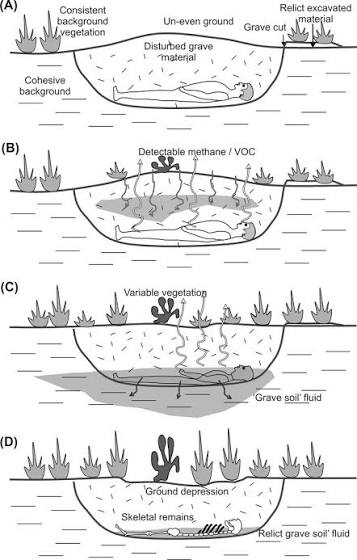 (A)
Consistent
background
vegetation
Un-even ground
Relict excavated
material
Grave cut
Disturbed grave
material
Cohesive
background
(B)
Detectable methane / VOC
(C)
Variable vegetation
Grave soil' fluid
(D)
Ground depression
Skeletal remains
Relict grave soil' fluid